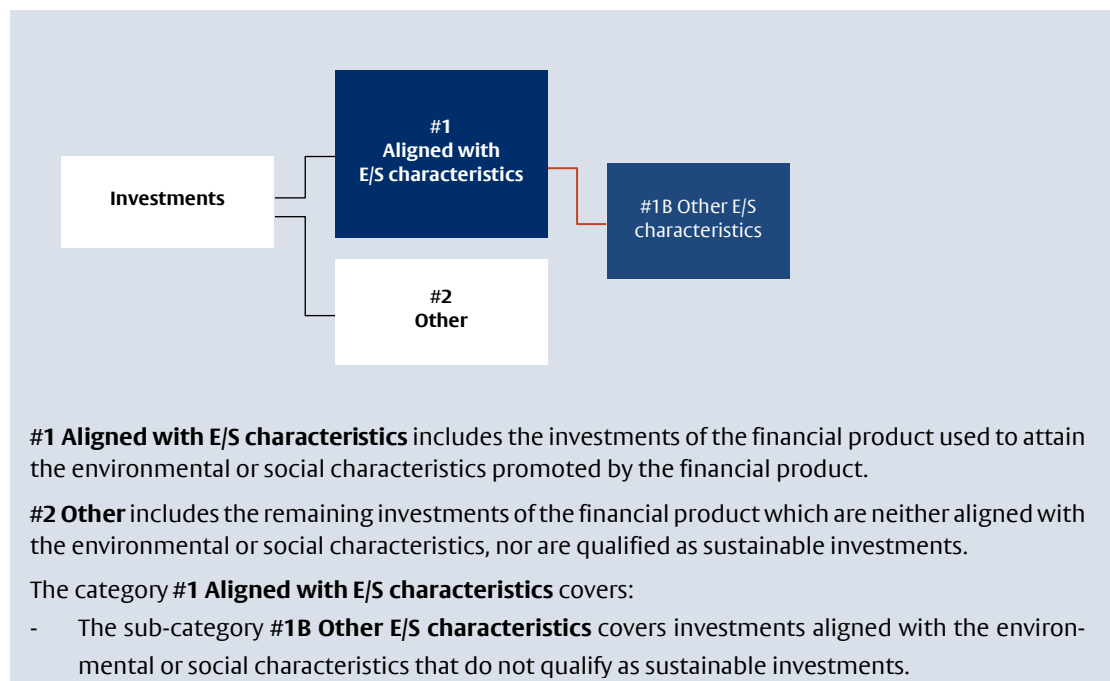 #1
Aligned with
E/S characteristics
Investments
#1B Other E/S
characteristics
#2
Other
#1 Aligned with E/S characteristics includes the investments of the financial product used to attain
the environmental or social characteristics promoted by the financial product.
#2 Other includes the remaining investments of the financial product which are neither aligned with
the environmental or social characteristics, nor are qualified as sustainable investments.
The category #1 Aligned with E/S characteristics covers:
- The sub-category #1B Other E/S characteristics covers investments aligned with the environ-
mental or social characteristics that do not qualify as sustainable investments.